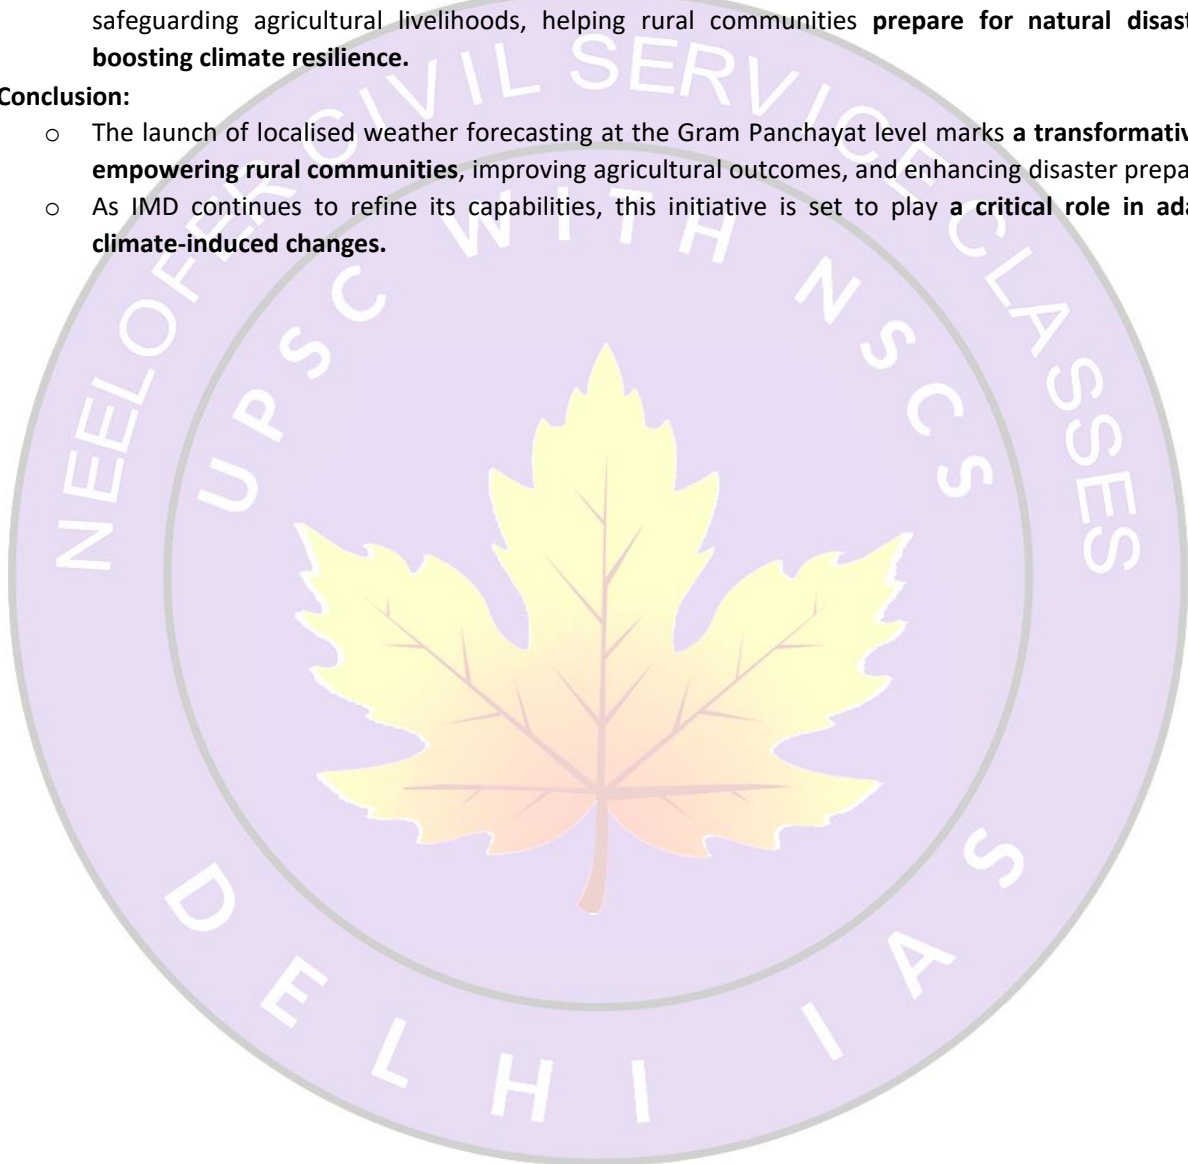 safeguarding agricultural livelihoods, helping rural communities prepare for natural disast
boosting climate resilience.
Conclusion:
o The launch of localised weather forecasting at the Gram Panchayat level marks a transformativ
empowering rural communities, improving agricultural outcomes, and enhancing disaster prepa
o As IMD continues to refine its capabilities, this initiative is set to play a critical role in ada
climate-induced changes.
NEELOFER CIVIL SERVICE CLASSES
UPSC WITH NSCS
DELHI IAS